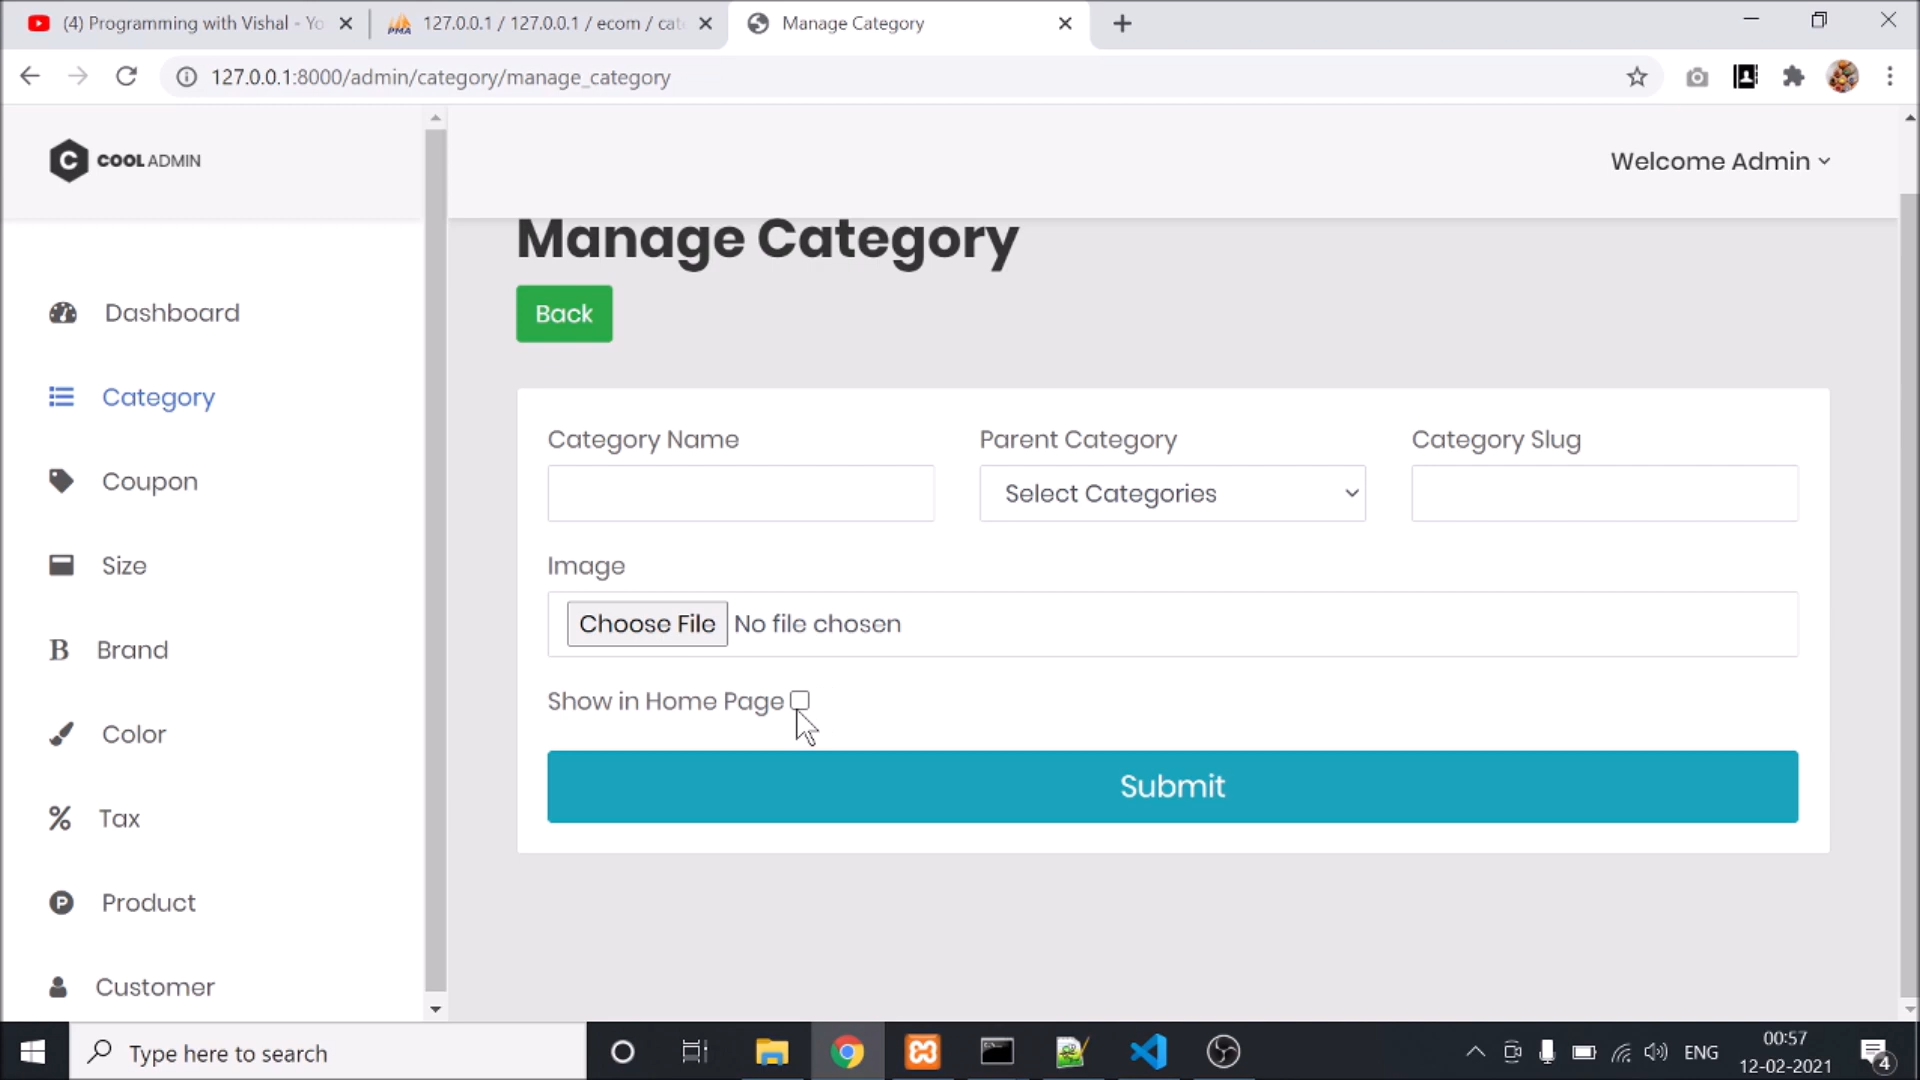 (4) Programming with Vishal - Yo
127.0.0.1 / 127.0.0.1 / ecom / cat
Manage Category
127.0.0.1:8000/admin/category/manage_category
C COOL ADMIN
Welcome Admin
Manage Category
Back
Dashboard
Category
Coupon
Size
B Brand
Color
% Tax
P Product
Customer
Category Name
Parent Category
Category Slug
Select Categories
Image
Choose File No file chosen
Show in Home Page
Submit
Type here to search
ENG
00:57
12-02-2021
4